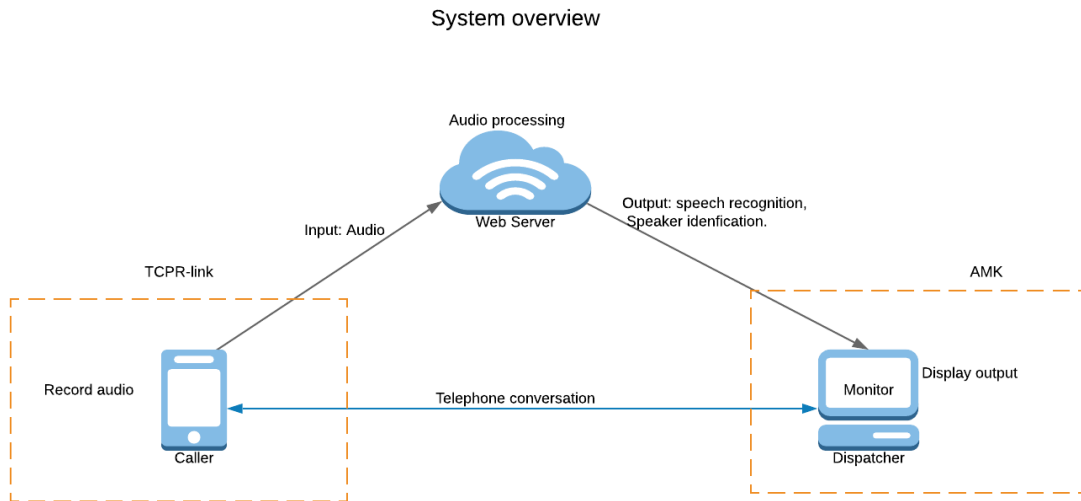 System overview
Audio processing
Web Server
Input: Audio
Output: speech recognition,
Speaker idenfication.
TCPR-link
AMK
Record audio
Caller
Telephone conversation
Monitor
Display output
Dispatcher